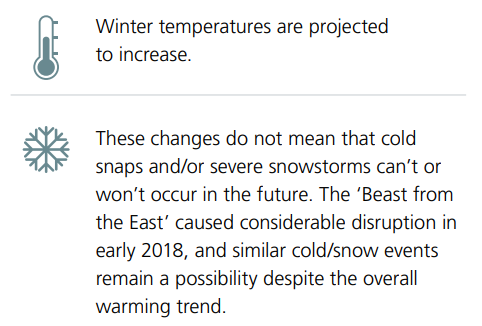 Winter temperatures are projected
to increase.
These changes do not mean that cold
snaps and/or severe snowstorms can’t or
won’t occur in the future. The ‘Beast from
the East’ caused considerable disruption in
early 2018, and similar cold/snow events
remain a possibility despite the overall
warming trend.